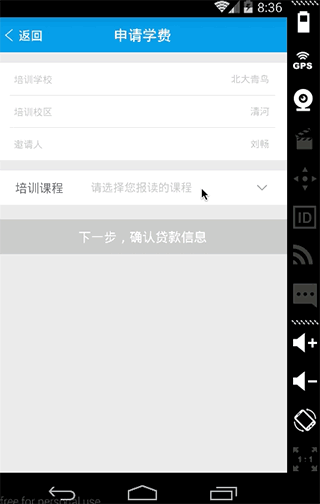 8:36
返回 申请学费
培训学校 北大青鸟
培训校区 清河
邀请人 刘畅
培训课程 请选择您报读的课程
下一步，确认贷款信息
GPS
ID
1:1
free for personal use